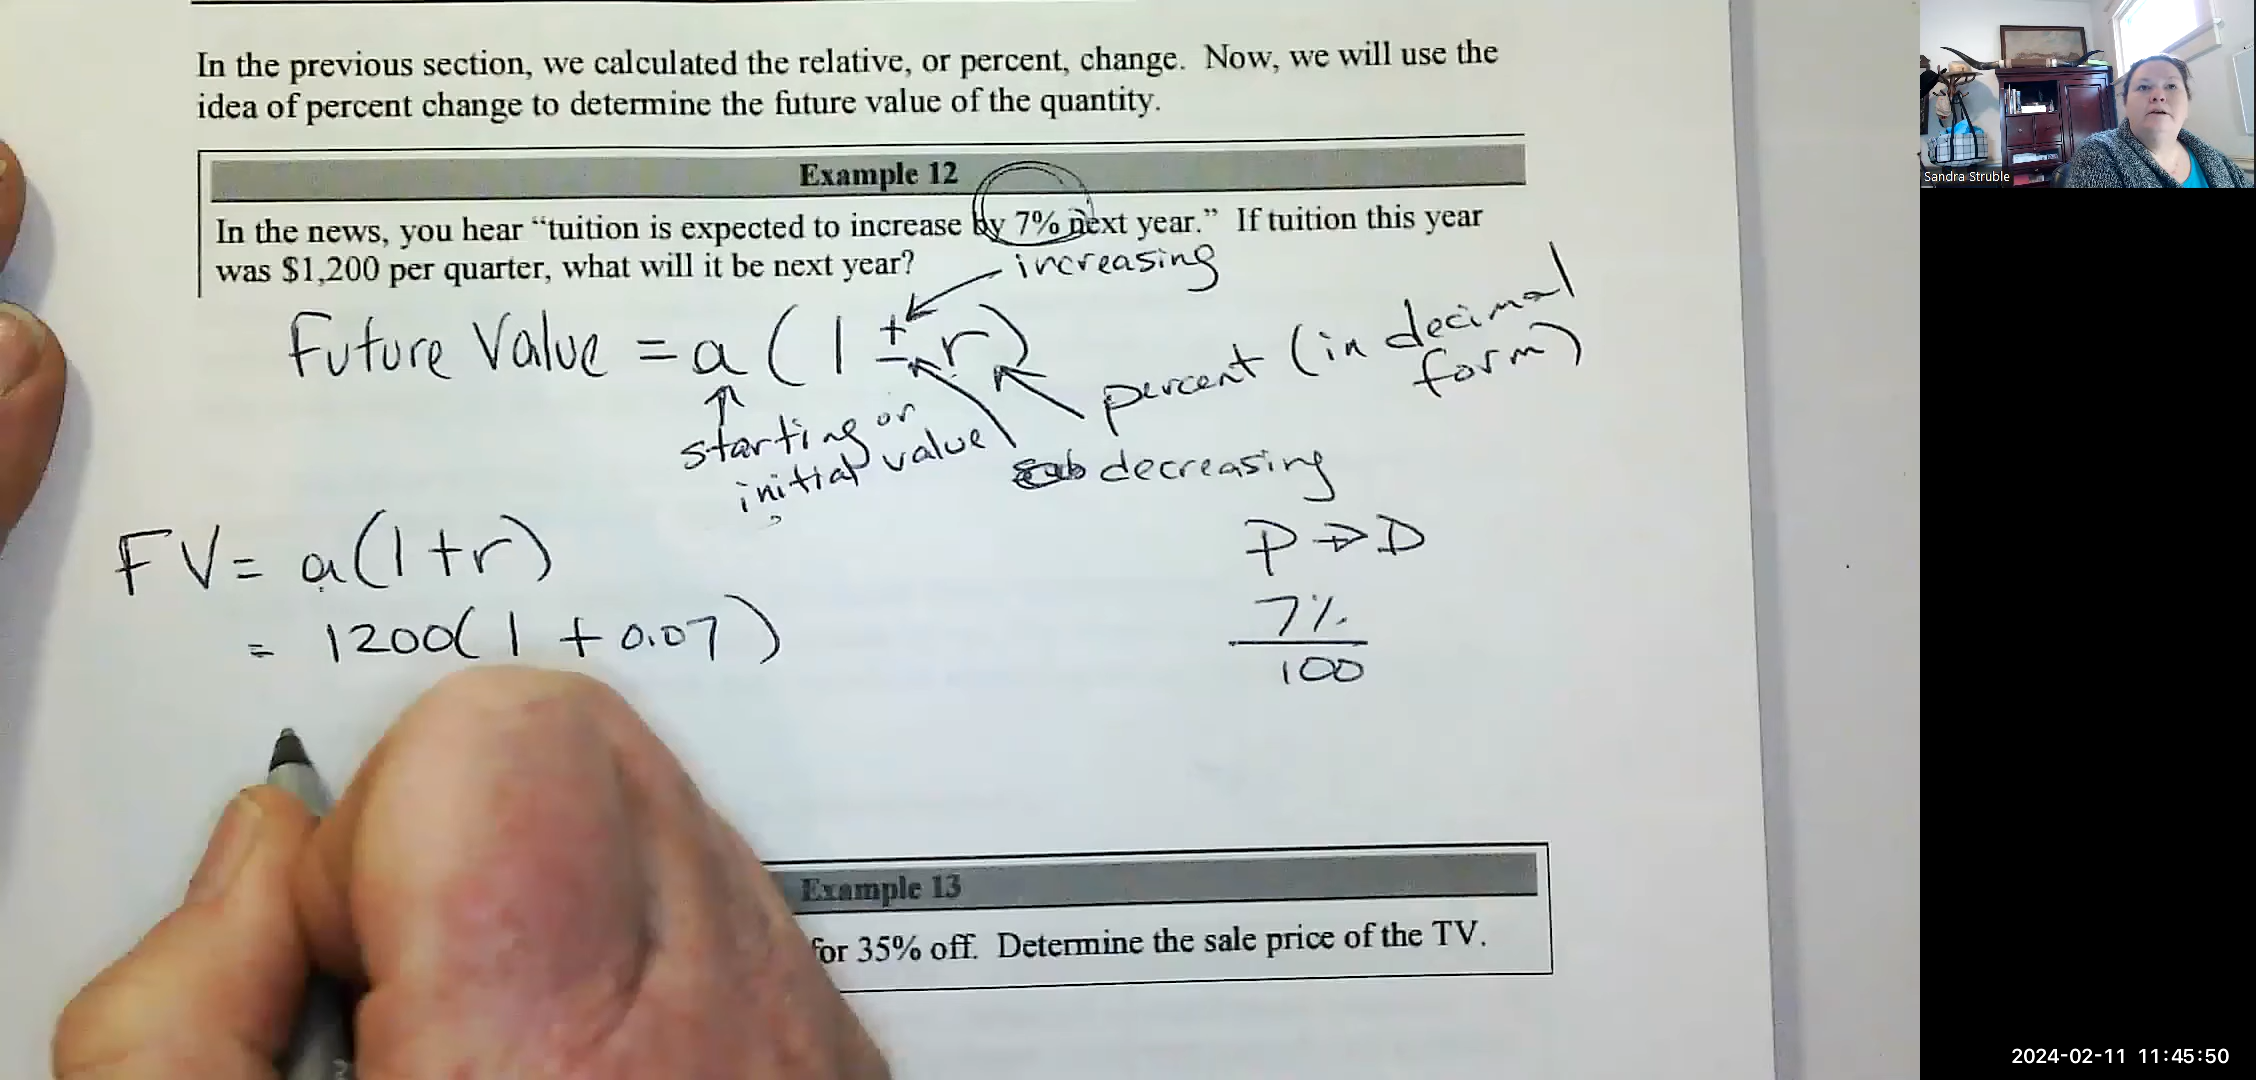 In the previous section, we calculated the relative, or percent, change. Now, we will use the
idea of percent change to determine the future value of the quantity.
Example 12
In the news, you hear “tuition is expected to increase by 7% next year.” If tuition this year
was $1,200 per quarter, what will it be next year?
increasing
Future Value = a (1 ± r)
percent (in decimal
form)
starting or
initial value
decreasing
FV = a(1+r)
= 1200(1 + 0.07)
P → D
7%
100
Example 13
for 35% off. Determine the sale price of the TV.
Sandra Struble
2024-02-11 11:45:50